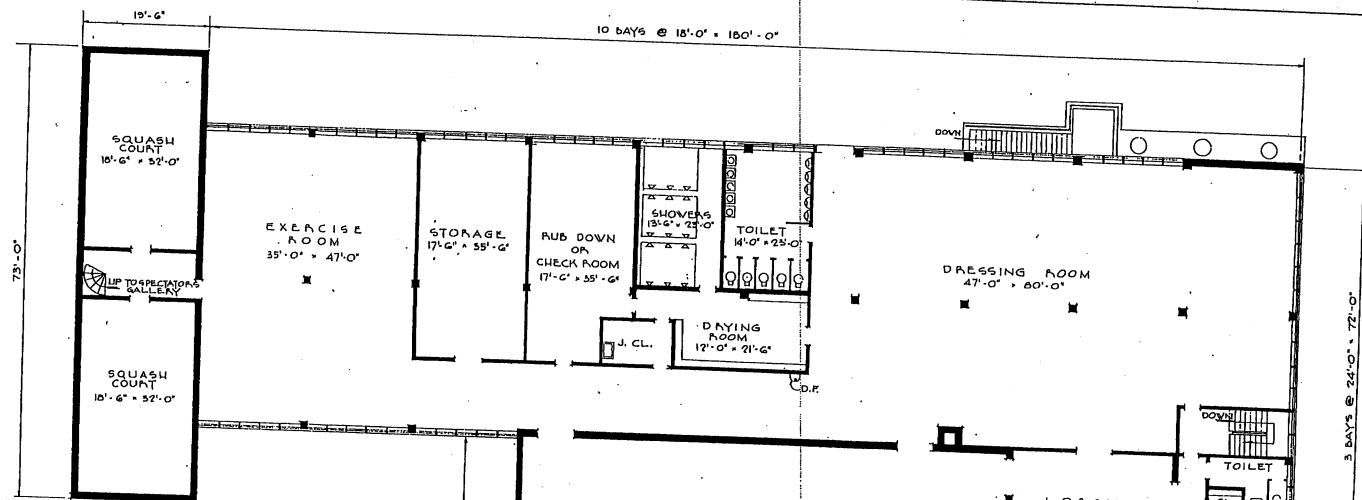 19'-6"
10 BAYS @ 18'-0" = 180'-0"
73'-0"
SQUASH
COURT
18'-6" × 32'-0"
EXERCISE
ROOM
35'-0" × 47'-0"
STORAGE
17'-6" × 35'-6"
RUB DOWN
OR
CHECK ROOM
17'-6" × 35'-6"
SHOWERS
13'-6" × 25'-0"
TOILET
14'-0" × 25'-0"
DOWN
DRESSING ROOM
47'-0" × 80'-0"
UP TO SPECTATORS
GALLERY
SQUASH
COURT
18'-6" × 32'-0"
J. CL.
DRYING
ROOM
12'-0" × 21'-6"
D.F.
DOWN
TOILET
3 BAYS @ 24'-0" = 72'-0"